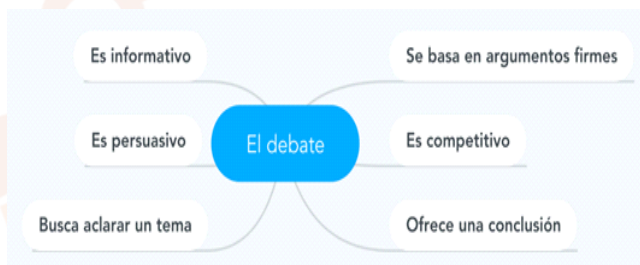 Es informativo
Se basa en argumentos firmes
Es persuasivo
El debate
Es competitivo
Busca aclarar un tema
Ofrece una conclusión